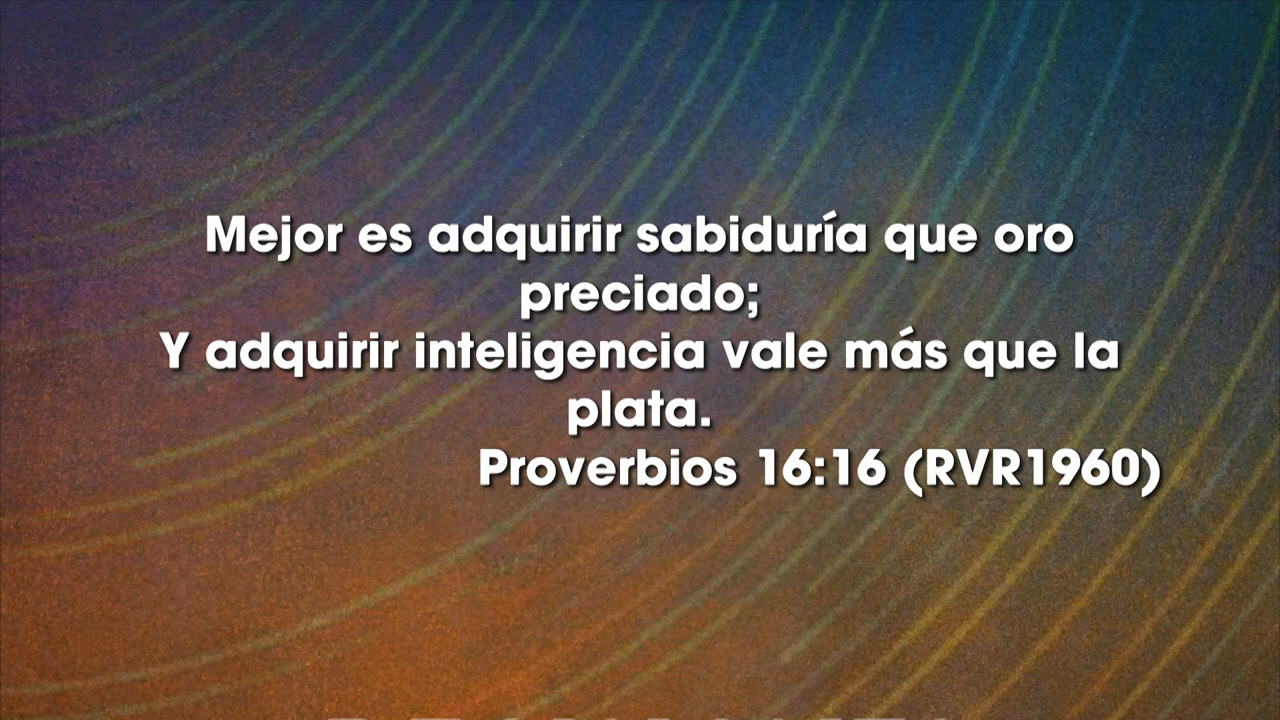 Mejor es adquirir sabiduría que oro
preciado;
Y adquirir inteligencia vale más que la
plata.
Proverbios 16:16 (RVR1960)